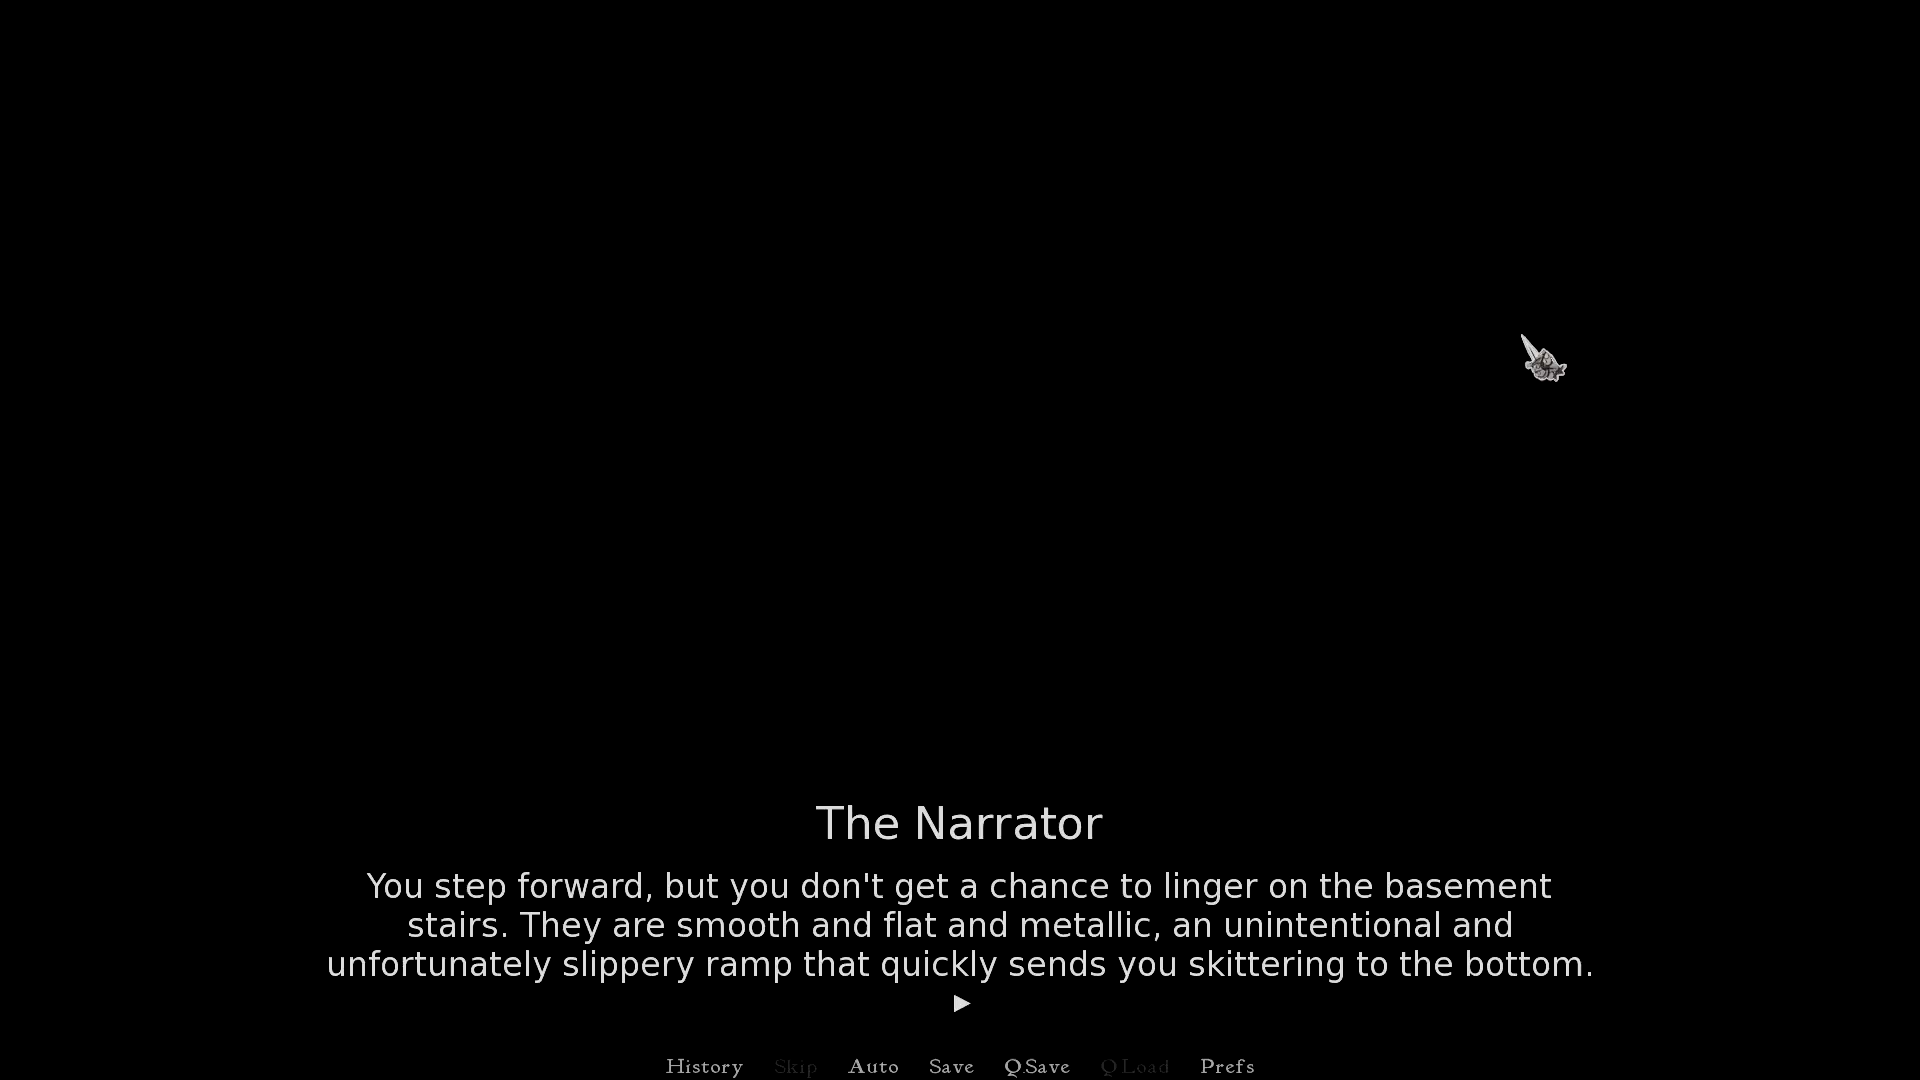 The Narrator
You step forward, but you don't get a chance to linger on the basement
stairs. They are smooth and flat and metallic, an unintentional and
unfortunately slippery ramp that quickly sends you skittering to the bottom.
History Skip Auto Save Q.Save Q.Load Prefs